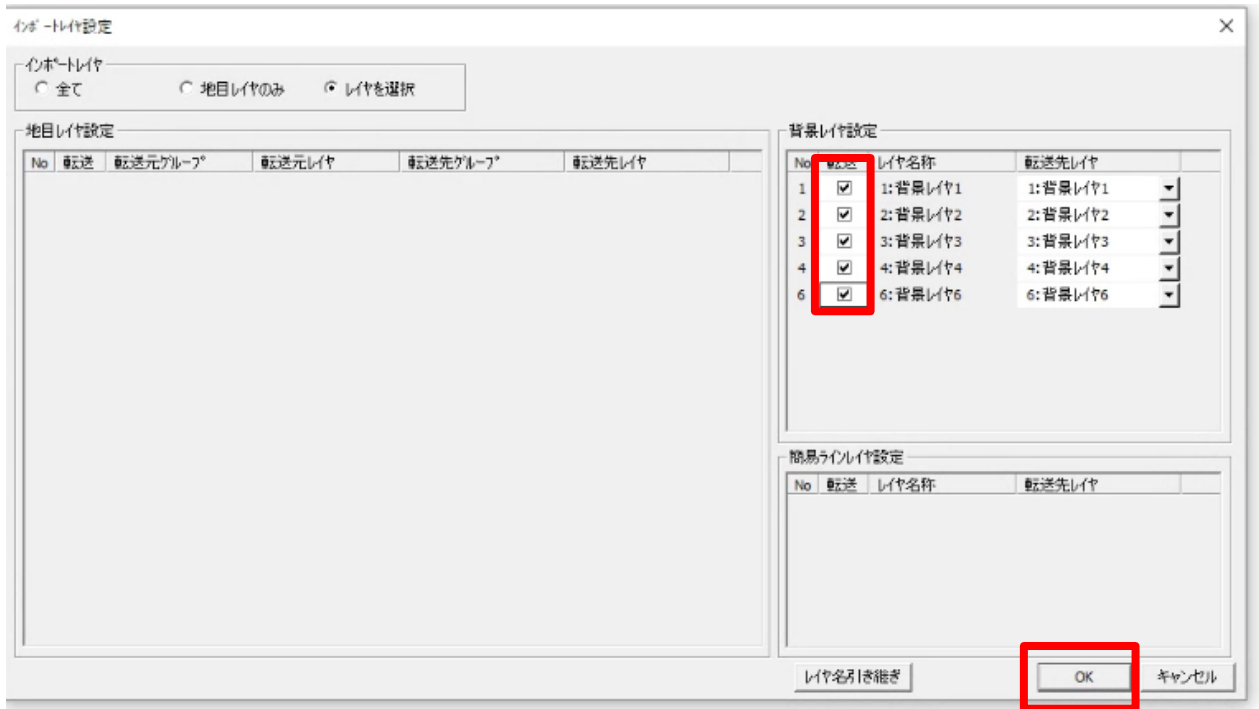 インポートレイヤ設定
インポートレイヤ
全て 地目レイヤのみ レイヤを選択
地目レイヤ設定
No 転送 転送元グループ 転送元レイヤ 転送先グループ 転送先レイヤ
背景レイヤ設定
No 転送 レイヤ名称 転送先レイヤ
1 1:背景レイヤ1 1:背景レイヤ1
2 2:背景レイヤ2 2:背景レイヤ2
3 3:背景レイヤ3 3:背景レイヤ3
4 4:背景レイヤ4 4:背景レイヤ4
6 6:背景レイヤ6 6:背景レイヤ6
簡易ラインレイヤ設定
No 転送 レイヤ名称 転送先レイヤ
レイヤ名引き継ぎ OK キャンセル